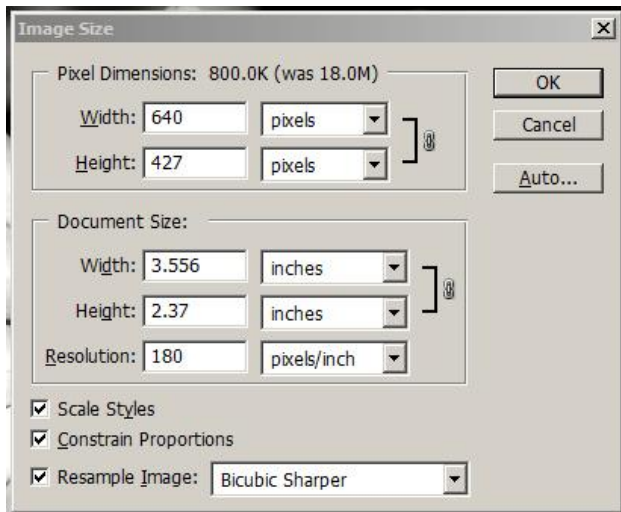 Image Size
Pixel Dimensions: 800.0K (was 18.0M)
OK
Width: 640 pixels
Cancel
Height: 427 pixels
Auto...
Document Size:
Width: 3.556 inches
Height: 2.37 inches
Resolution: 180 pixels/inch
Scale Styles
Constrain Proportions
Resample Image: Bicubic Sharper